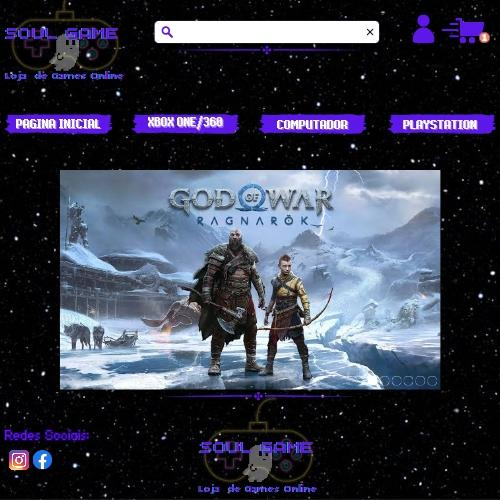 SOUL GAME
Loja de Games Online
1
PAGINA INICIAL
XBOX ONE/360
COMPUTADOR
PLAYSTATION
GOD OF WAR
RAGNARÖK
Redes Sociais:
SOUL GAME
Loja de Games Online